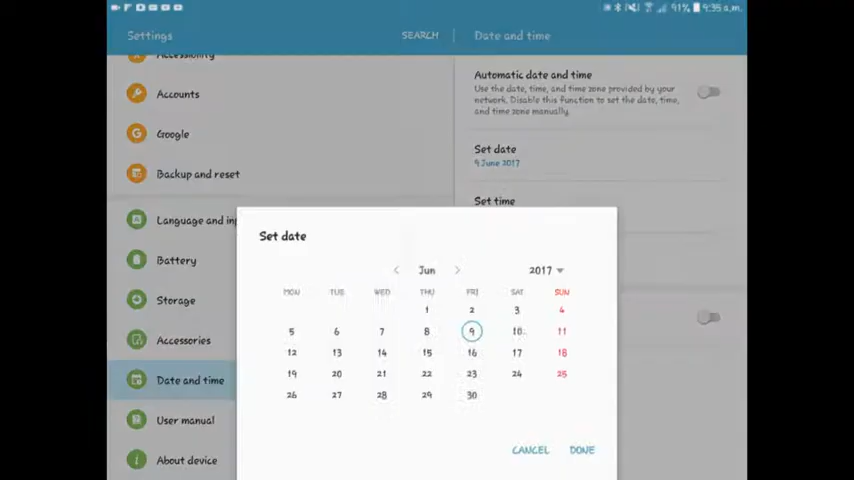 91% 9:35 a.m.
Settings
SEARCH
Date and time
Accessibility
Accounts
Google
Backup and reset
Language and inp
Battery
Storage
Accessories
Date and time
User manual
About device
Automatic date and time
Use the date, time, and time zone provided by your
network. Disable this function to set the date, time,
and time zone manually.
Set date
9 June 2017
Set time
Set date
Jun
2017
MON TUE WED THU FRI SAT SUN
1 2 3 4
5 6 7 8 9 10 11
12 13 14 15 16 17 18
19 20 21 22 23 24 25
26 27 28 29 30
CANCEL DONE